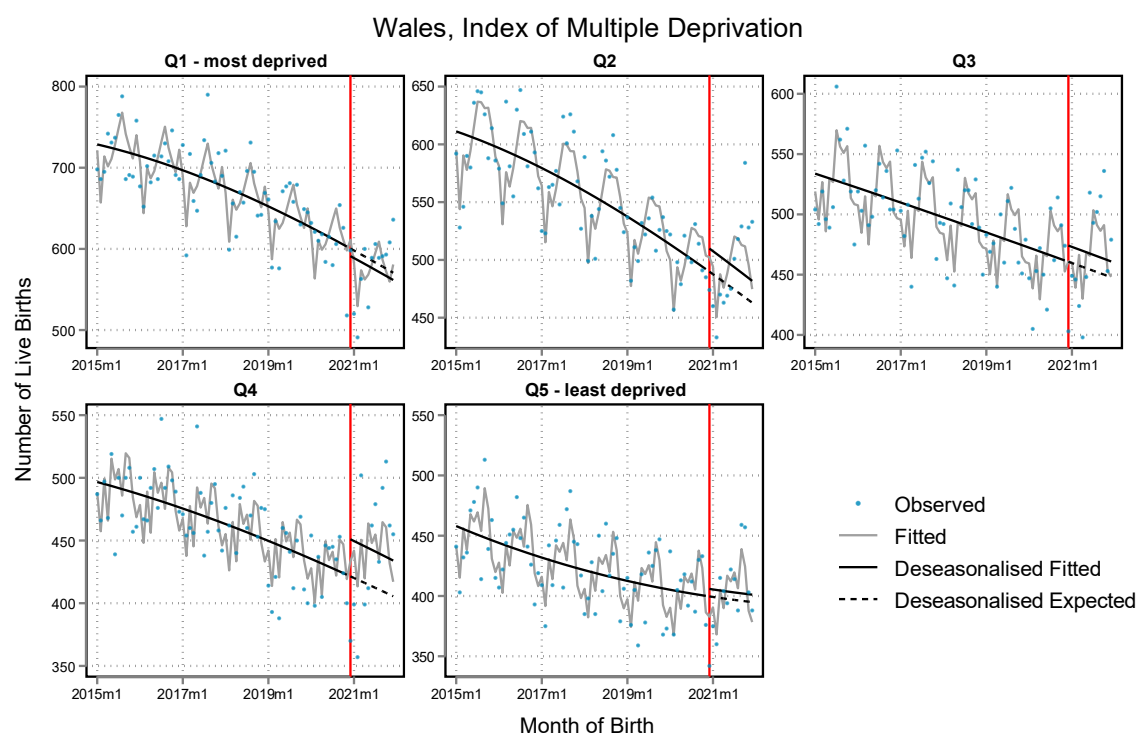 Wales, Index of Multiple Deprivation
Q1 - most deprived
800
700
600
500
2015m1 2017m1 2019m1 2021m1
Q2
650
600
550
500
450
2015m1 2017m1 2019m1 2021m1
Q3
600
550
500
450
400
2015m1 2017m1 2019m1 2021m1
Q4
550
500
450
400
350
2015m1 2017m1 2019m1 2021m1
Q5 - least deprived
550
500
450
400
350
2015m1 2017m1 2019m1 2021m1
Number of Live Births
Month of Birth
Observed
Fitted
Deseasonalised Fitted
Deseasonalised Expected